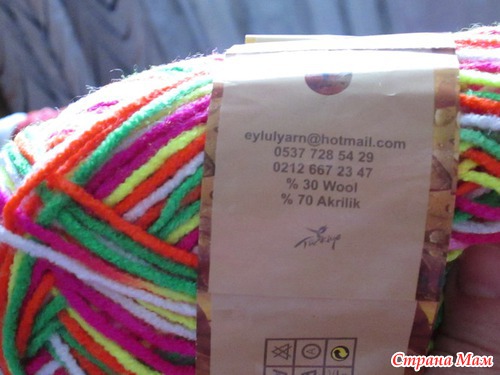 eylulyarn@hotmail.com
0537 728 54 29
0212 667 23 47
% 30 Wool
% 70 Akrilik
Страна Мам